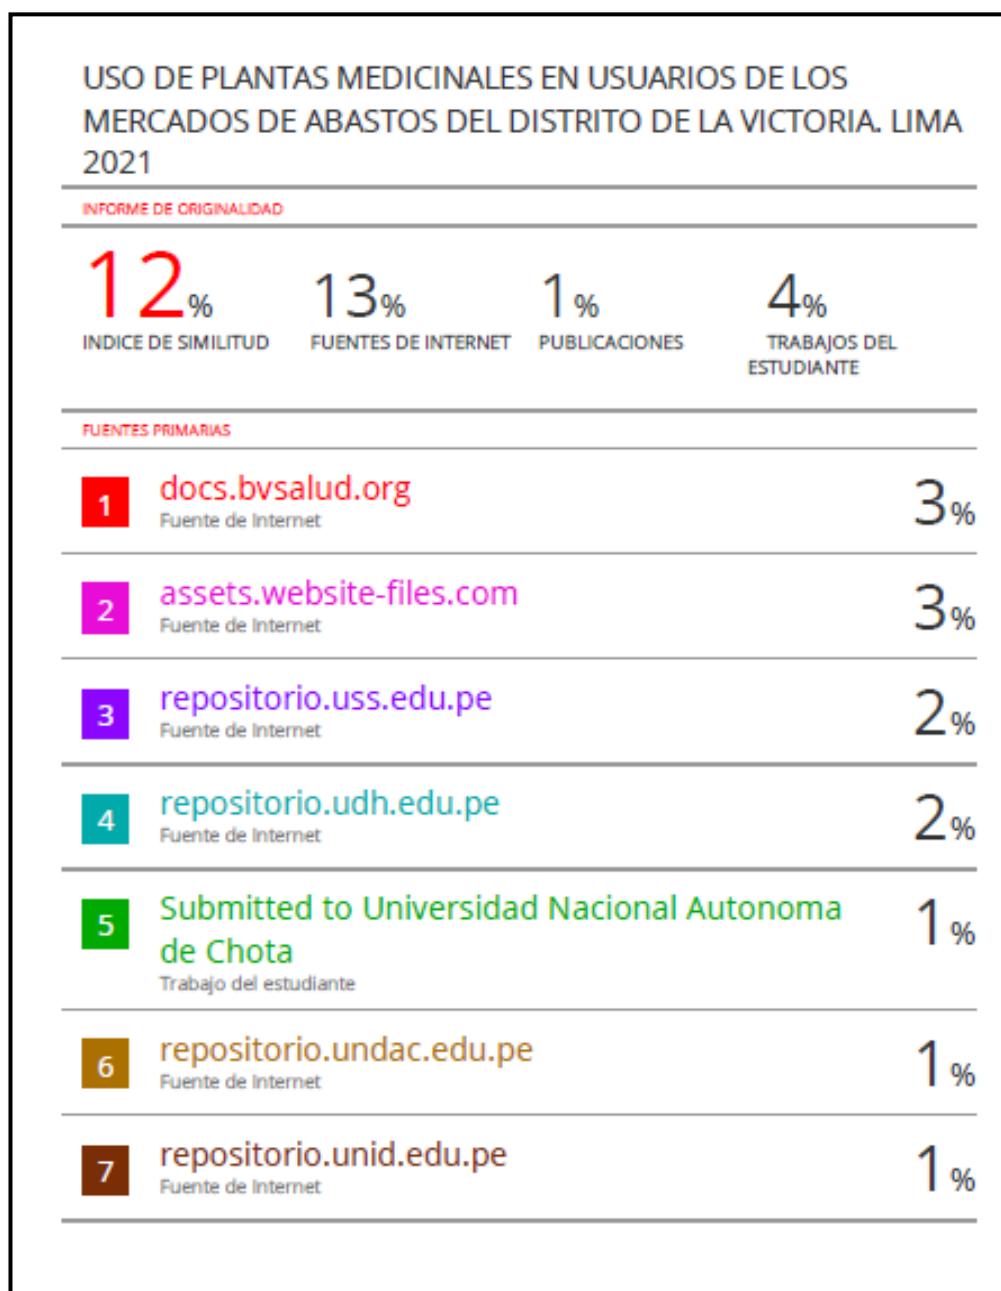 USO DE PLANTAS MEDICINALES EN USUARIOS DE LOS
MERCADOS DE ABASTOS DEL DISTRITO DE LA VICTORIA. LIMA
2021
INFORME DE ORIGINALIDAD
12%
INDICE DE SIMILITUD
13%
FUENTES DE INTERNET
1%
PUBLICACIONES
4%
TRABAJOS DEL
ESTUDIANTE
FUENTES PRIMARIAS
1 docs.bvsalud.org 3%
Fuente de Internet
2 assets.website-files.com 3%
Fuente de Internet
3 repositorio.uss.edu.pe 2%
Fuente de Internet
4 repositorio.udh.edu.pe 2%
Fuente de Internet
5 Submitted to Universidad Nacional Autonoma 1%
de Chota
Trabajo del estudiante
6 repositorio.undac.edu.pe 1%
Fuente de Internet
7 repositorio.unid.edu.pe 1%
Fuente de Internet